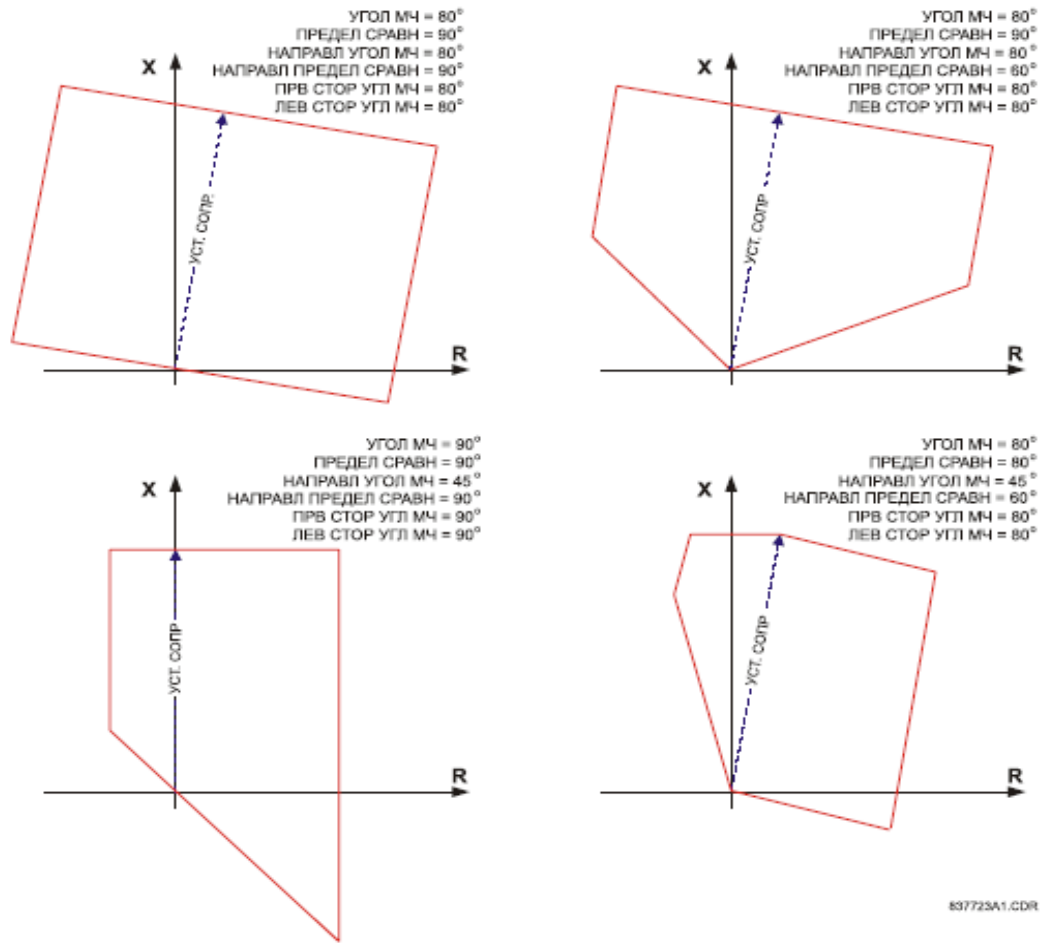 УГОЛ МЧ = 80°
ПРЕДЕЛ СРАВН = 90°
НАПРАВЛ УГОЛ МЧ = 80°
НАПРАВЛ ПРЕДЕЛ СРАВН = 90°
ПРВ СТОР УГЛ МЧ = 80°
ЛЕВ СТОР УГЛ МЧ = 80°
X
УСТ. СОПР.
R
УГОЛ МЧ = 80°
ПРЕДЕЛ СРАВН = 90°
НАПРАВЛ УГОЛ МЧ = 80°
НАПРАВЛ ПРЕДЕЛ СРАВН = 60°
ПРВ СТОР УГЛ МЧ = 80°
ЛЕВ СТОР УГЛ МЧ = 80°
X
УСТ. СОПР
R
УГОЛ МЧ = 90°
ПРЕДЕЛ СРАВН = 90°
НАПРАВЛ УГОЛ МЧ = 45°
НАПРАВЛ ПРЕДЕЛ СРАВН = 90°
ПРВ СТОР УГЛ МЧ = 90°
ЛЕВ СТОР УГЛ МЧ = 90°
X
УСТ. СОПР
R
УГОЛ МЧ = 80°
ПРЕДЕЛ СРАВН = 80°
НАПРАВЛ УГОЛ МЧ = 45°
НАПРАВЛ ПРЕДЕЛ СРАВН = 60°
ПРВ СТОР УГЛ МЧ = 80°
ЛЕВ СТОР УГЛ МЧ = 80°
X
УСТ. СОПР
R
837723A1.CDR